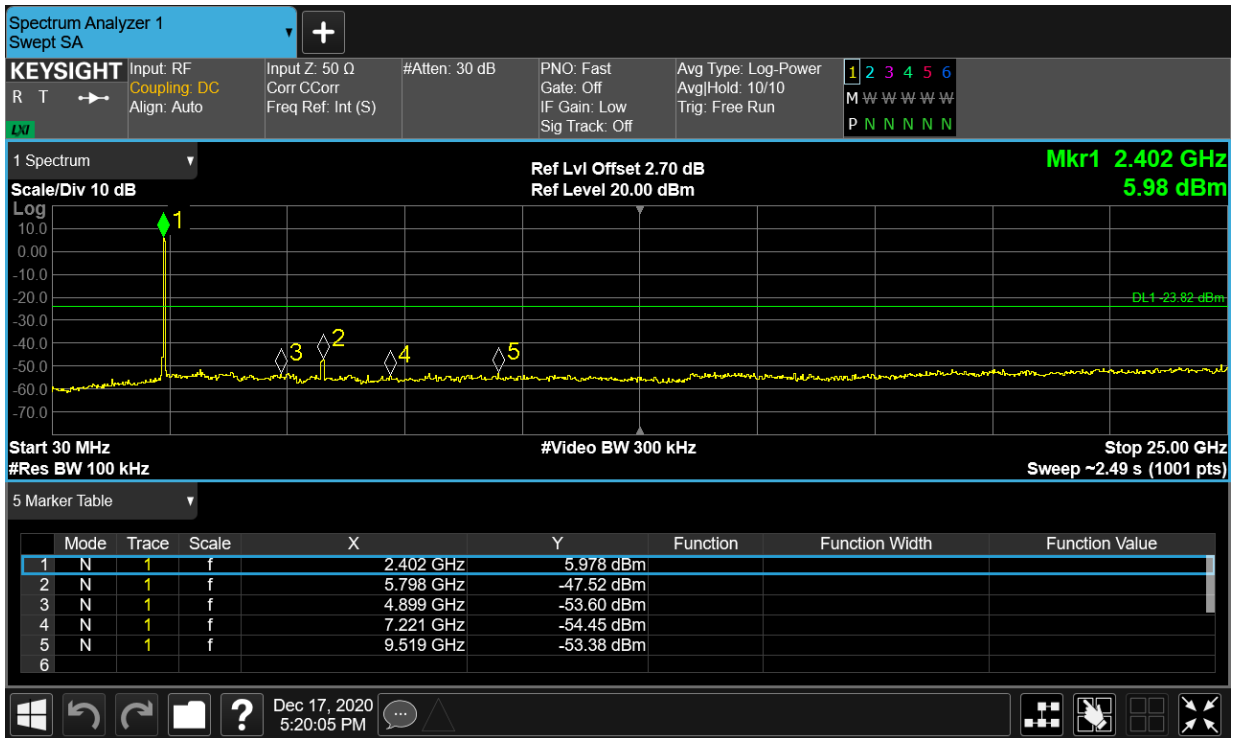 Spectrum Analyzer 1
Swept SA
KEYSIGHT
R T
LXI
Input: RF
Coupling: DC
Align: Auto
Input Z: 50 Ω
Corr CCorr
Freq Ref: Int (S)
#Atten: 30 dB
PNO: Fast
Gate: Off
IF Gain: Low
Sig Track: Off
Avg Type: Log-Power
Avg|Hold: 10/10
Trig: Free Run
1 2 3 4 5 6
M W W W W W
P N N N N N N
1 Spectrum
Scale/Div 10 dB
Ref Lvl Offset 2.70 dB
Ref Level 20.00 dBm
Mkr1 2.402 GHz
5.98 dBm
Log
10.0
0.00
-10.0
-20.0
-30.0
-40.0
-50.0
-60.0
-70.0
1
DL1 -23.82 dBm
3
2
4
5
Start 30 MHz
#Res BW 100 kHz
#Video BW 300 kHz
Stop 25.00 GHz
Sweep ~2.49 s (1001 pts)
5 Marker Table
Mode Trace Scale X Y Function Function Width Function Value
1 N 1 f 2.402 GHz 5.978 dBm
2 N 1 f 5.798 GHz -47.52 dBm
3 N 1 f 4.899 GHz -53.60 dBm
4 N 1 f 7.221 GHz -54.45 dBm
5 N 1 f 9.519 GHz -53.38 dBm
6
?
Dec 17, 2020
5:20:05 PM